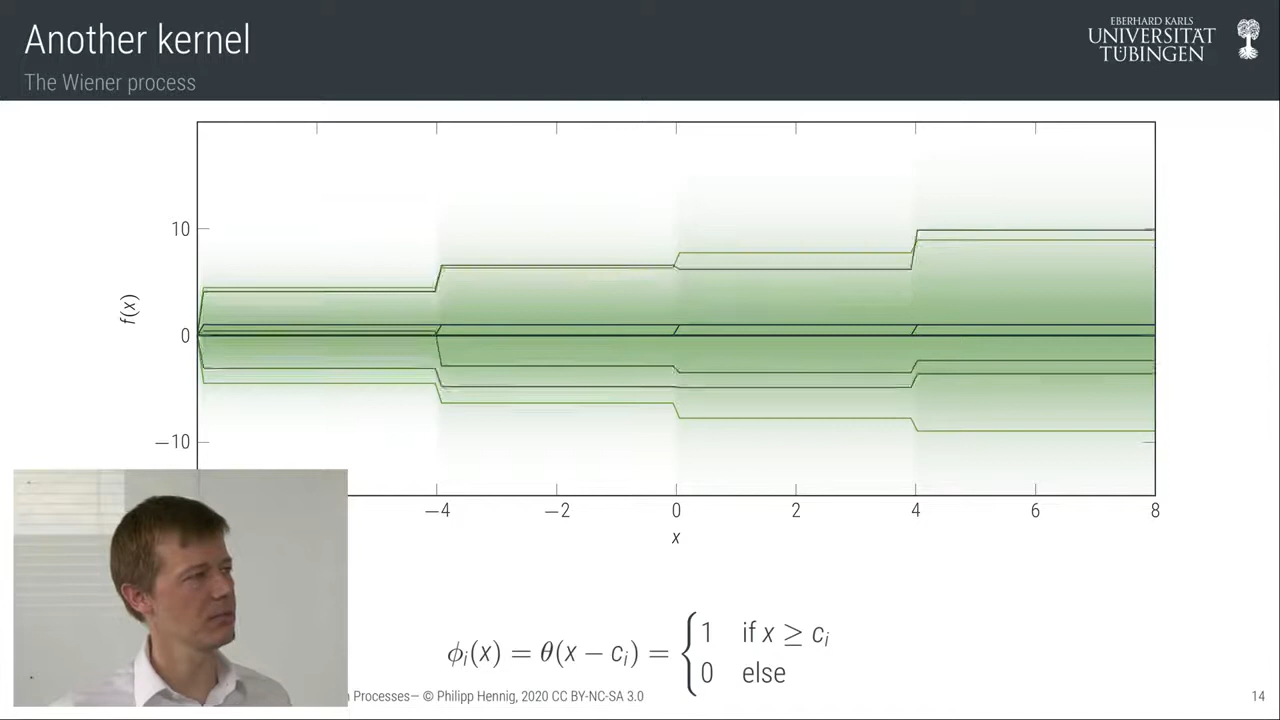 Another kernel
The Wiener process
EBERHARD KARLS
UNIVERSITÄT
TÜBINGEN
10
0
−10
f(x)
−4 −2 0 2 4 6 8
x
ϕi(x) = θ(x − ci) = { 1 if x ≥ ci
0 else
Processes— © Philipp Hennig, 2020 CC BY-NC-SA 3.0 14